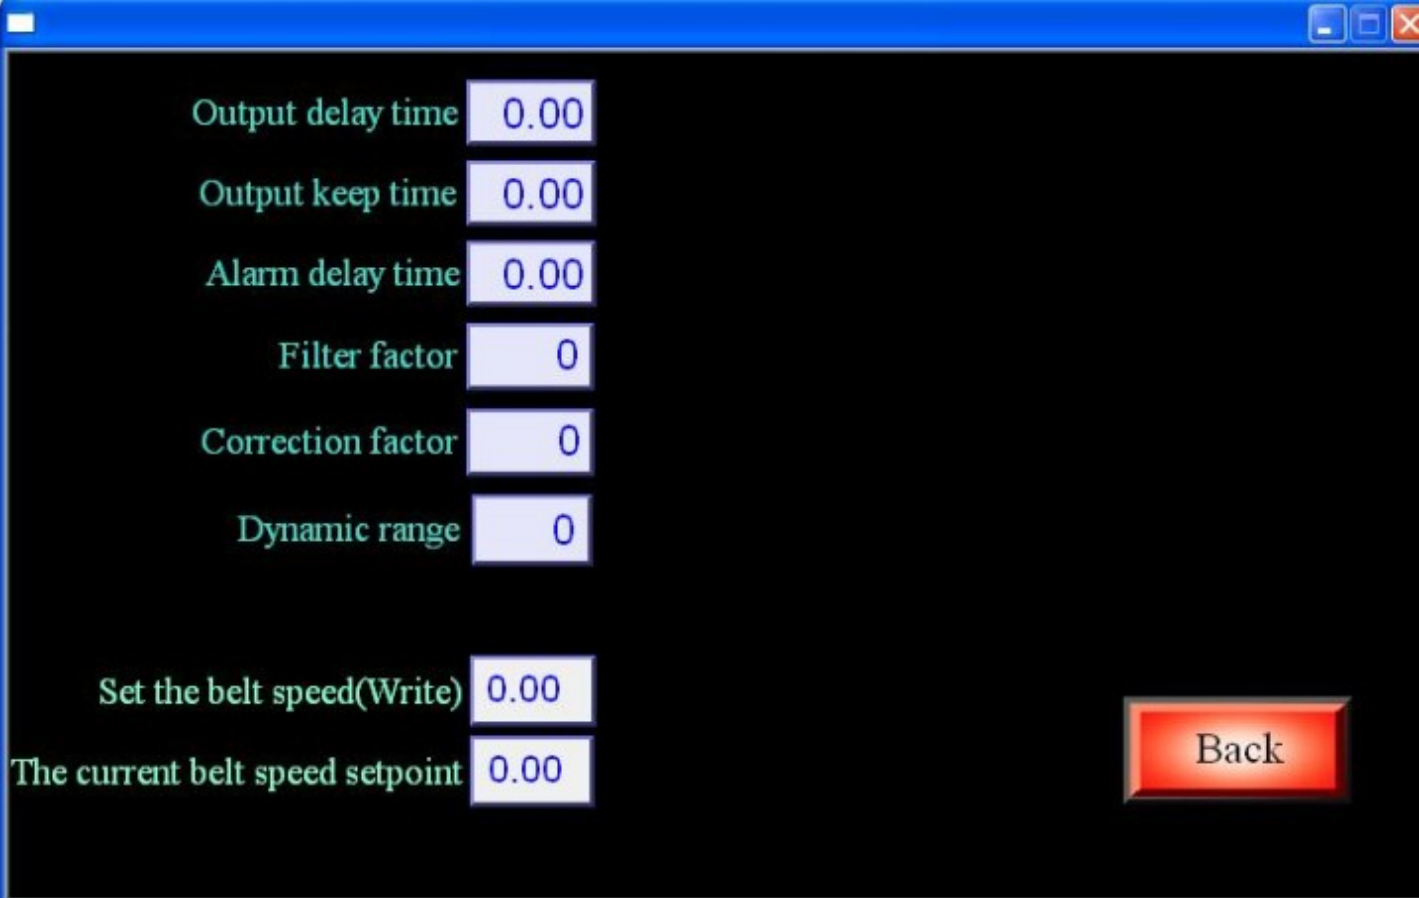 Output delay time 0.00
Output keep time 0.00
Alarm delay time 0.00
Filter factor 0
Correction factor 0
Dynamic range 0
Set the belt speed(Write) 0.00
The current belt speed setpoint 0.00
Back